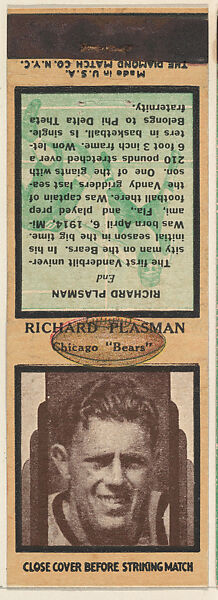 RICHARD PLASMAN
End
The first Vanderbilt univer-
sity man on the Bears. In his
initial season in the big time.
Was born April 6, 1914, Mi-
ami, Fla., and played prep
football there. Was captain of
the Vandy gridders last sea-
son. One of the giants with
210 pounds stretched over a
6 foot 3 inch frame. Won let-
ters in basketball. Is single.
Belongs to Phi Delta Theta
fraternity.
Made in U.S.A.
THE DIAMOND MATCH CO. N.Y.C.
RICHARD PLASMAN
Chicago "Bears"
CLOSE COVER BEFORE STRIKING MATCH